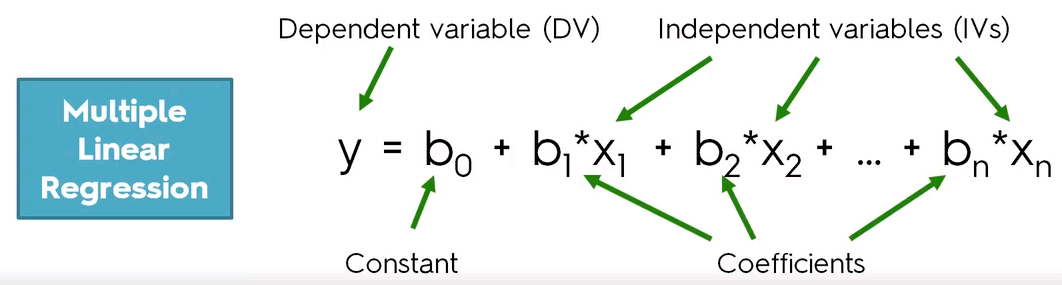 Dependent variable (DV) Independent variables (IVs)
Multiple
Linear
Regression
y = b₀ + b₁*x₁ + b₂*x₂ + ... + bₙ*xₙ
Constant Coefficients